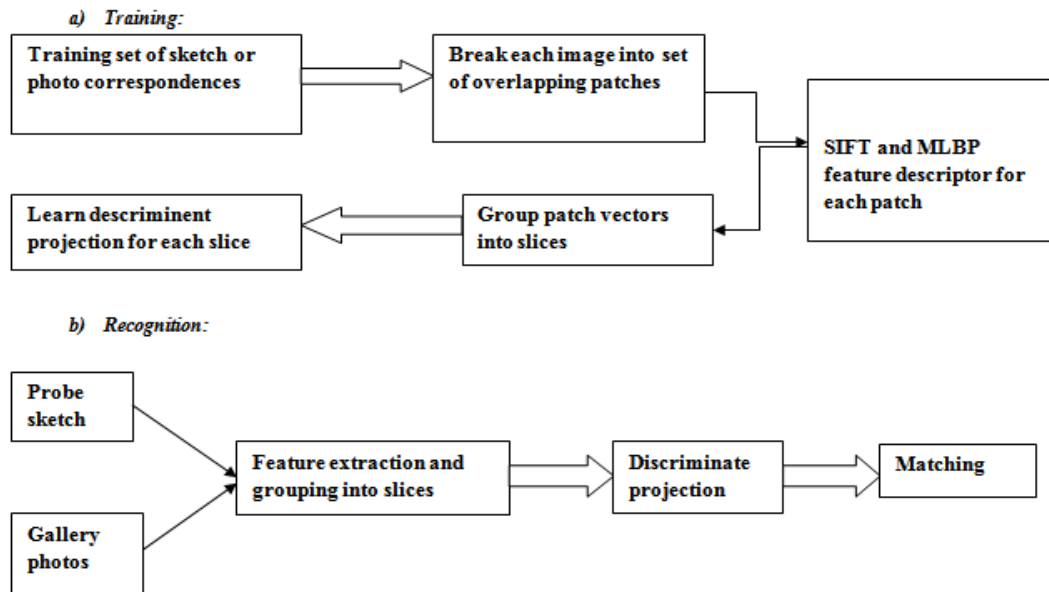 a) Training:
Training set of sketch or
photo correspondences
Break each image into set
of overlapping patches
SIFT and MLBP
feature descriptor for
each patch
Group patch vectors
into slices
Learn descriminent
projection for each slice
b) Recognition:
Probe
sketch
Gallery
photos
Feature extraction and
grouping into slices
Discriminate
projection
Matching